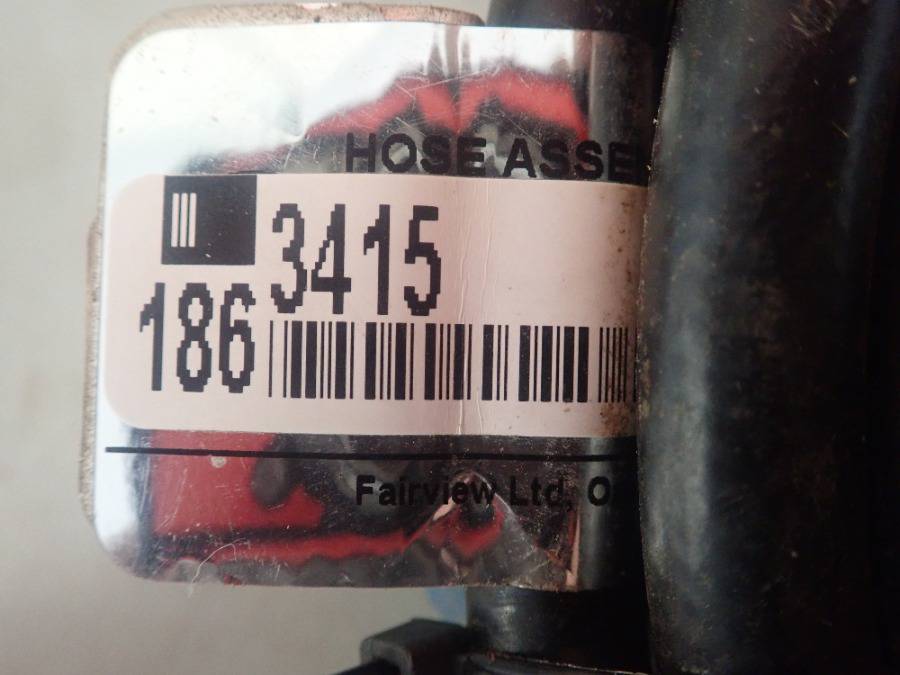 HOSE ASSE
3415
186
Fairview Ltd, O